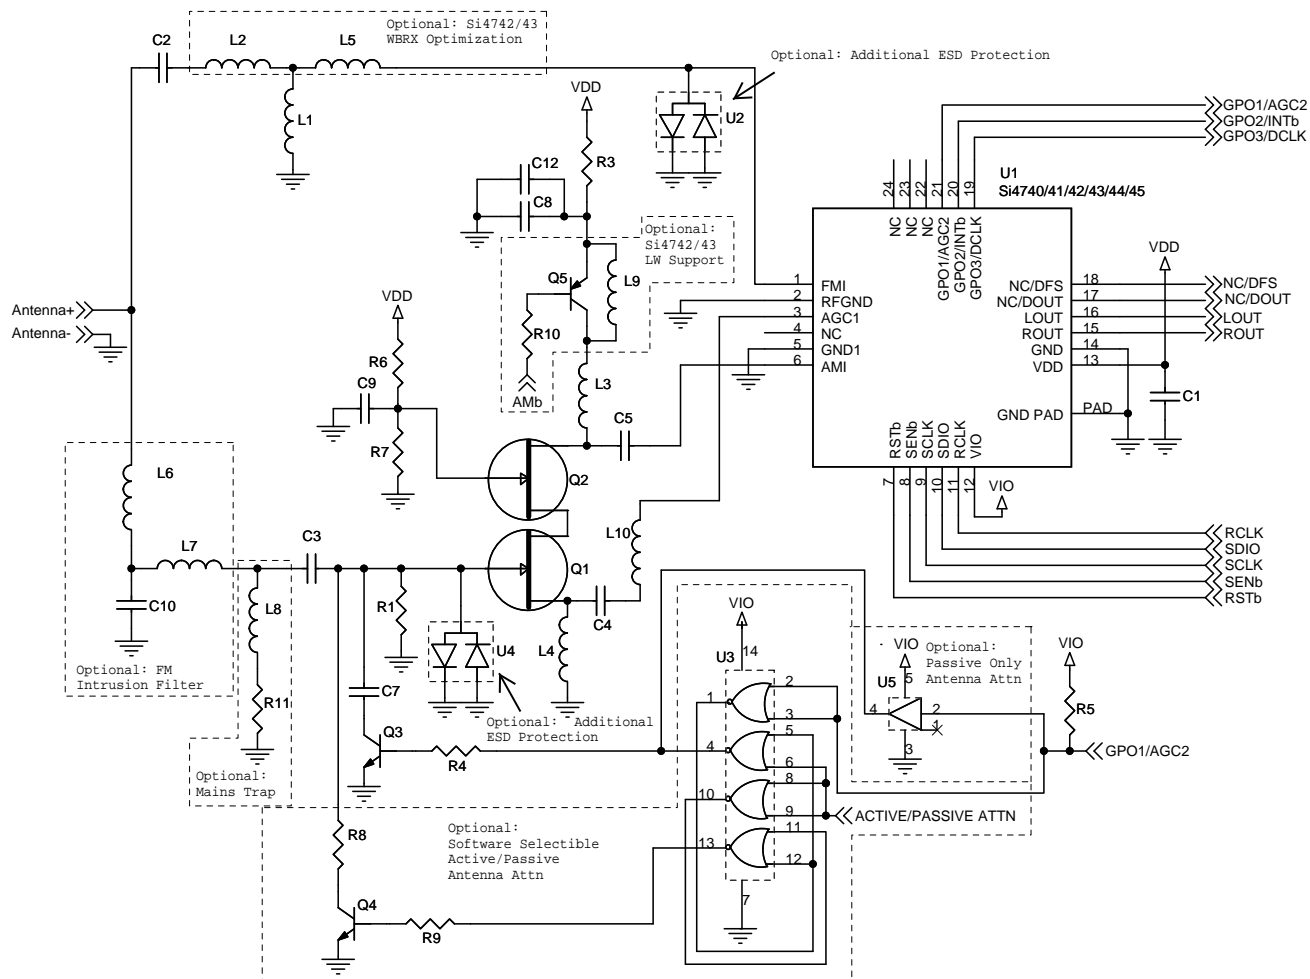 Optional: Si4742/43
WBRX Optimization
C2
L2
L5
L1
Optional: Additional ESD Protection
U2
VDD
R3
C12
C8
Optional:
Si4742/43
LW Support
Q5
L9
R10
AMb
L3
C5
Antenna+
Antenna-
VDD
R6
C9
R7
Q2
Q1
L10
C4
L4
L6
L7
C10
Optional: FM
Intrusion Filter
L8
R11
Optional:
Mains Trap
C3
R1
C7
U4
Optional: Additional
ESD Protection
Q3
R4
R8
Q4
R9
Optional:
Software Selectible
Active/Passive
Antenna Attn
VIO
U3
14
1
2
3
4
5
6
8
10
9
11
13
12
7
VIO
Optional:
Passive Only
Antenna Attn
U5
5
4
2
1
3
VIO
R5
GPO1/AGC2
ACTIVE/PASSIVE ATTN
GPO1/AGC2
GPO2/INTb
GPO3/DCLK
U1
Si4740/41/42/43/44/45
24
23
22
21
20
19
NC
NC
NC
GPO1/AGC2
GPO2/INTb
GPO3/DCLK
1
FMI
2
RFGND
3
AGC1
4
NC
5
GND1
6
AMI
NC/DFS
18
NC/DFS
NC/DOUT
17
NC/DOUT
LOUT
16
LOUT
ROUT
15
ROUT
GND
14
VDD
13
GND PAD
PAD
VDD
C1
RSTb
SENb
SCLK
SDIO
RCLK
VIO
7
8
9
10
11
12
VIO
RCLK
SDIO
SCLK
SENb
RSTb